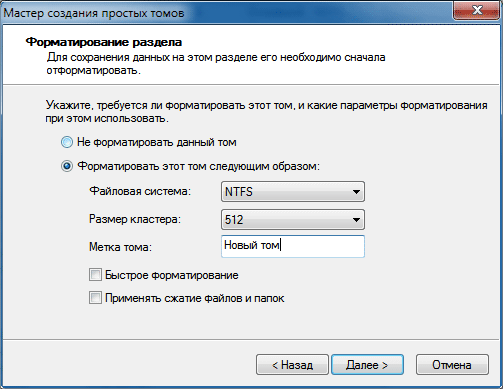 Мастер создания простых томов
Форматирование раздела
Для сохранения данных на этом разделе его необходимо сначала
отформатировать.
Укажите, требуется ли форматировать этот том, и какие параметры форматирования
при этом использовать.
Не форматировать данный том
Форматировать этот том следующим образом:
Файловая система: NTFS
Размер кластера: 512
Метка тома: Новый том
Быстрое форматирование
Применять сжатие файлов и папок
< Назад Далее > Отмена